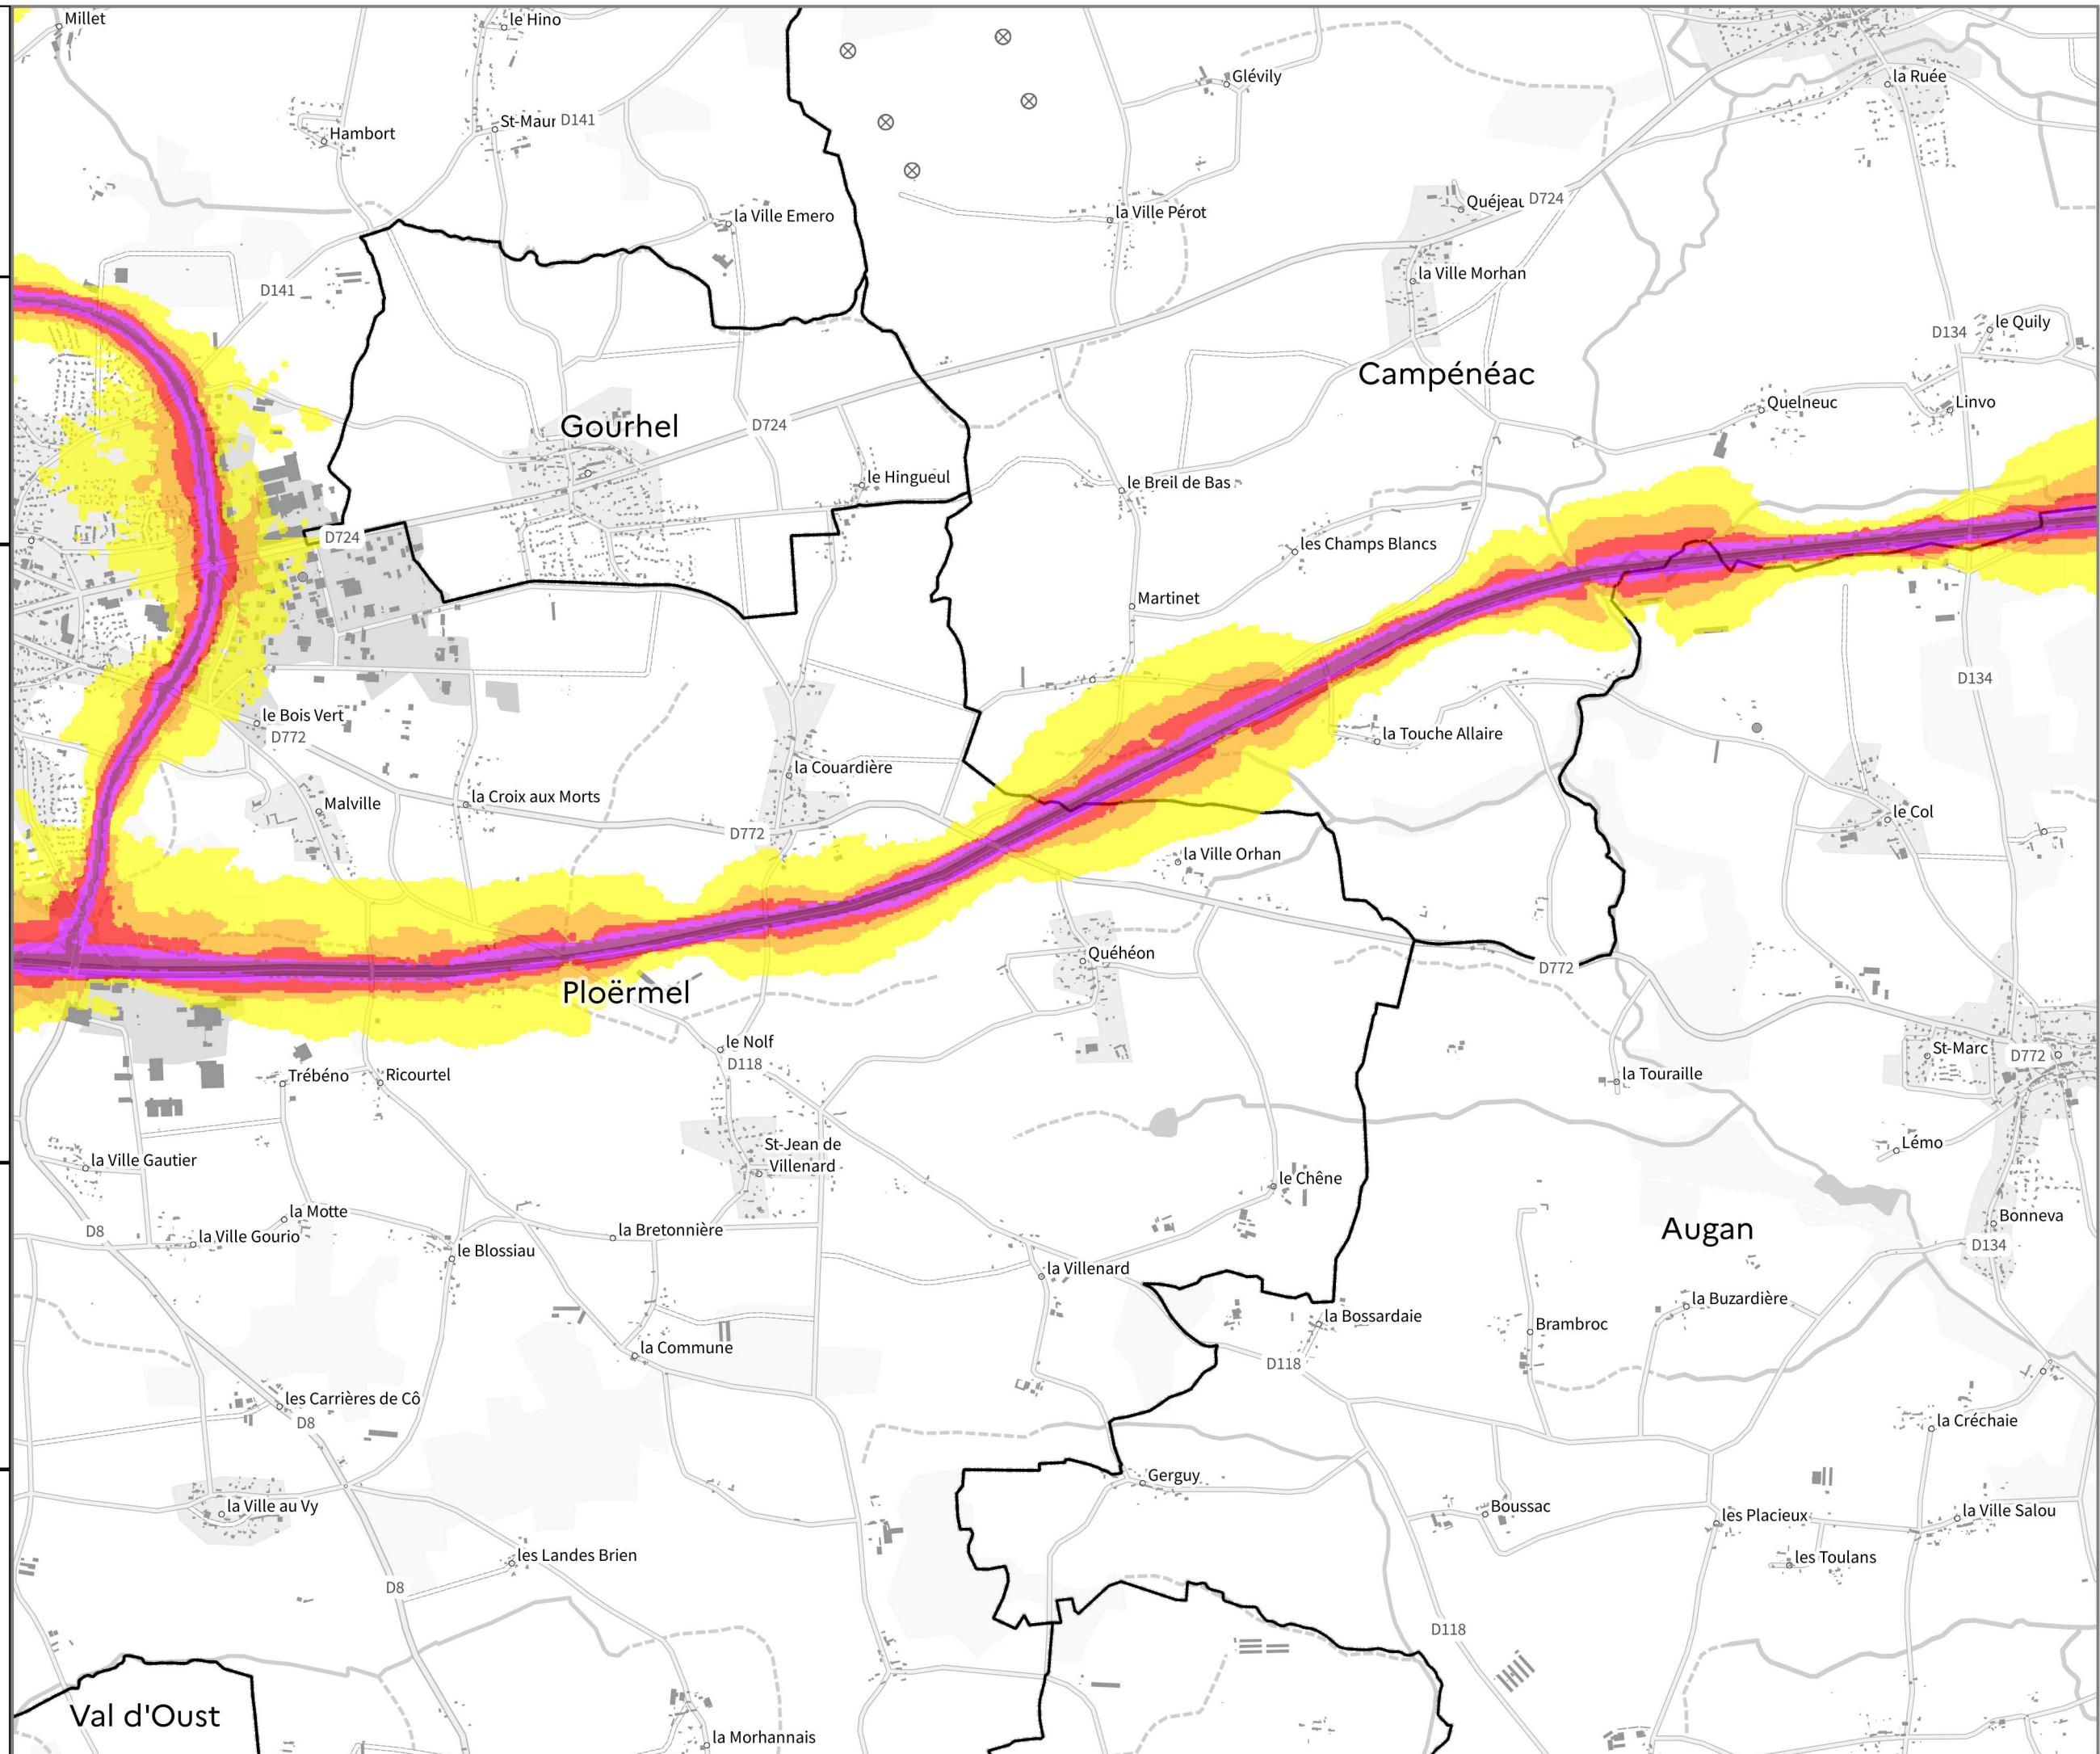 Millet
le Hino
la Ruée
Glévily
St-Maur
D141
Hambort
Quéjeau
D724
la Ville Emero
la Ville Pérot
la Ville Morhan
D141
le Quily
D134
Campénéac
Quelneuc
Linvo
Gourhel
D724
le Hingueul
le Breil de Bas
D724
les Champs Blancs
Martinet
D134
le Bois Vert
D772
la Touche Allaire
la Couardière
la Croix aux Morts
Malville
le Col
D772
la Ville Orhan
Quéhéon
D772
Ploërmel
le Nolf
D118
St-Marc
D772
Trébéno
Ricourtel
la Touraille
Lémo
St-Jean de
Villenard
la Ville Gautier
le Chêne
la Motte
Bonneva
D8
la Ville Gourio
la Bretonnière
Augan
D134
le Blossiau
la Villenard
la Buzardière
la Bossardaie
Brambroc
la Commune
D118
les Carrières de Cô
D8
la Créchaie
Gerguy
la Ville au Vy
Boussac
les Placieux
la Ville Salou
les Landes Brien
les Toulans
D8
D118
Val d'Oust
la Morhannais